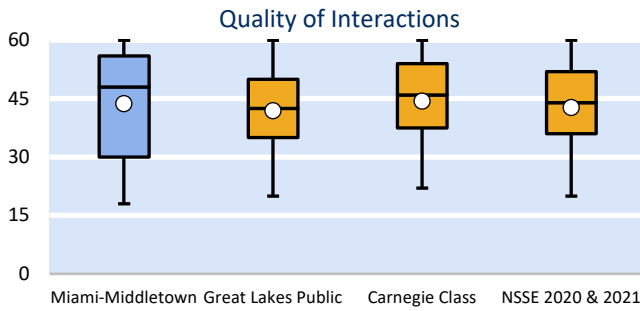 Quality of Interactions
60
45
30
15
0
Miami-Middletown Great Lakes Public Carnegie Class NSSE 2020 & 2021